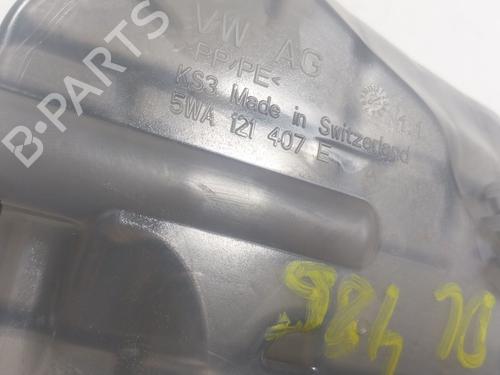 VW AG
>PP/PE<
KS3 Made in Switzerland
5WA 121 407 E
B-PARTS